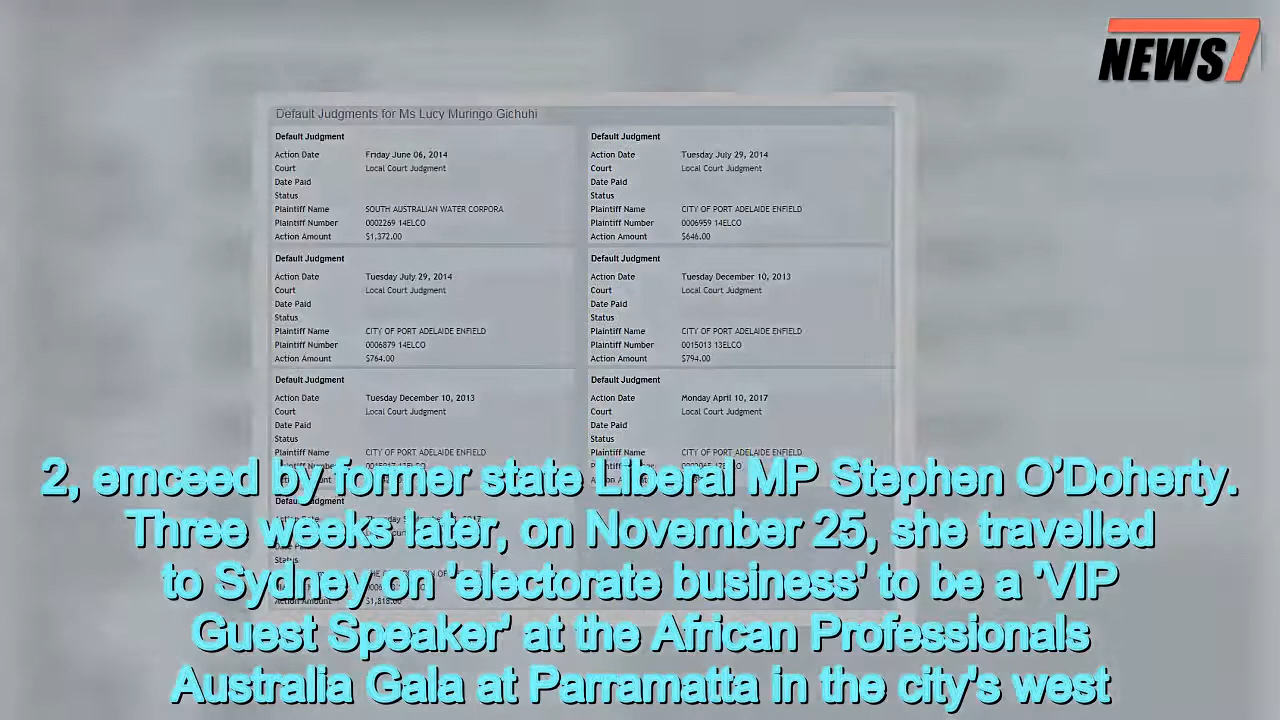 NEWS7
Default Judgments for Ms Lucy Muringo Gichuhi
Default Judgment
Action Date Friday June 06, 2014
Court Local Court Judgment
Date Paid
Status
Plaintiff Name SOUTH AUSTRALIAN WATER CORPORA
Plaintiff Number 0002269 14ELCO
Action Amount $1,372.00
Default Judgment
Action Date Tuesday July 29, 2014
Court Local Court Judgment
Date Paid
Status
Plaintiff Name CITY OF PORT ADELAIDE ENFIELD
Plaintiff Number 0006959 14ELCO
Action Amount $646.00
Default Judgment
Action Date Tuesday July 29, 2014
Court Local Court Judgment
Date Paid
Status
Plaintiff Name CITY OF PORT ADELAIDE ENFIELD
Plaintiff Number 0006879 14ELCO
Action Amount $764.00
Default Judgment
Action Date Tuesday December 10, 2013
Court Local Court Judgment
Date Paid
Status
Plaintiff Name CITY OF PORT ADELAIDE ENFIELD
Plaintiff Number 0015013 13ELCO
Action Amount $794.00
Default Judgment
Action Date Tuesday December 10, 2013
Court Local Court Judgment
Date Paid
Status
Plaintiff Name CITY OF PORT ADELAIDE ENFIELD
Default Judgment
Action Date Monday April 10, 2017
Court Local Court Judgment
Date Paid
Status
Plaintiff Name CITY OF PORT ADELAIDE ENFIELD
Status
Action Amount $1,818.00
2, emceed by former state Liberal MP Stephen O'Doherty.
Three weeks later, on November 25, she travelled
to Sydney on 'electorate business' to be a 'VIP
Guest Speaker' at the African Professionals
Australia Gala at Parramatta in the city's west